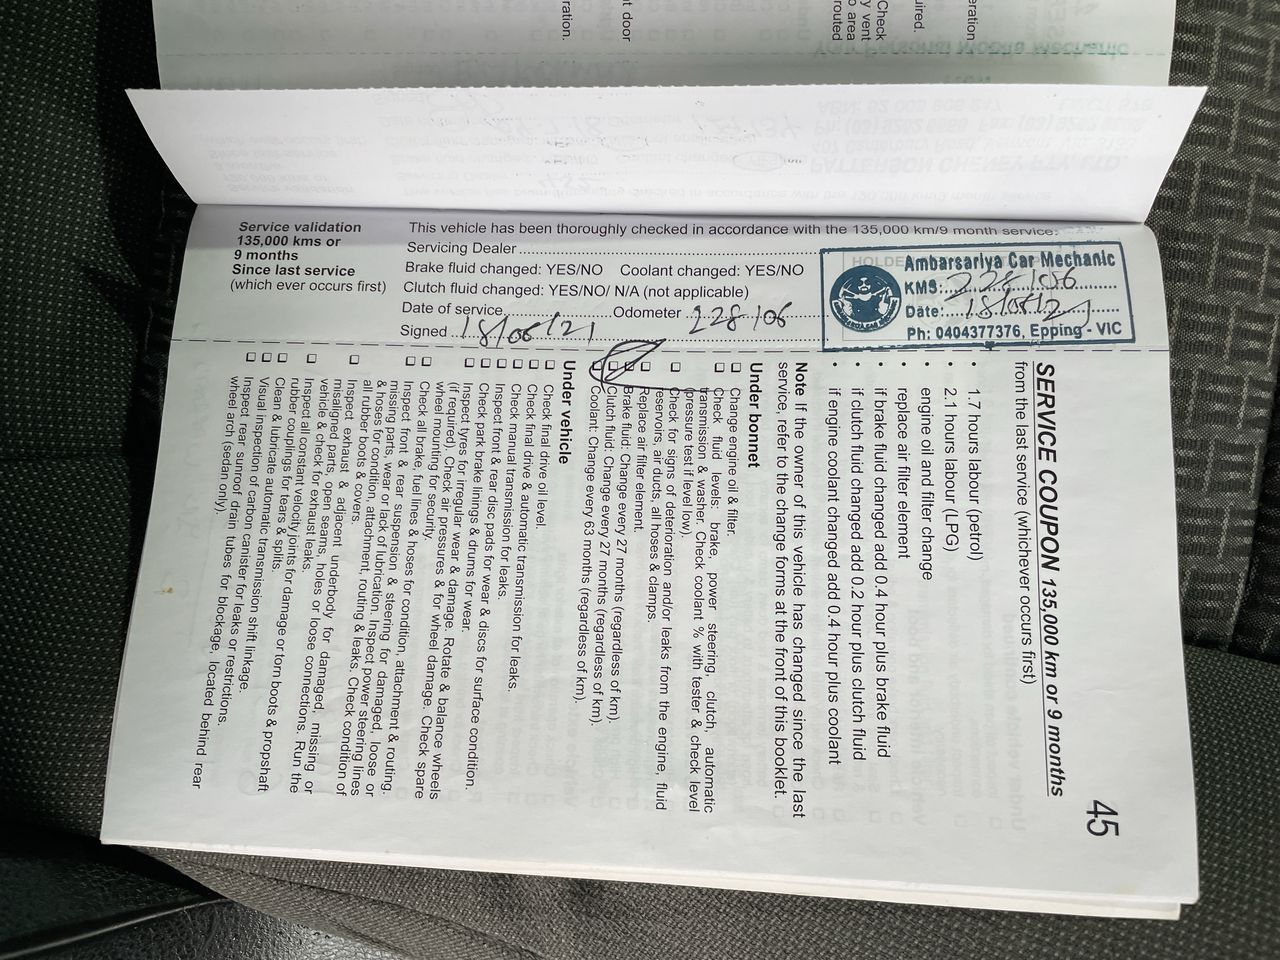 t door
ration.
routed
o area
y vent
Check
uired.
eration
Your Personal Mobile Mechanic
PATTERSON CHENEY PTY. LTD.
Service validation
135,000 kms or
9 months
Since last service
(which ever occurs first)
This vehicle has been thoroughly checked in accordance with the 135,000 km/9 month service:
Servicing Dealer
Brake fluid changed: YES/NO Coolant changed: YES/NO
Clutch fluid changed: YES/NO/ N/A (not applicable)
Date of service Odometer 228106
Signed 18/06/21
Ambarsariya Car Mechanic
KMS: 228106
Date: 18/06/21
Ph: 0404377376, Epping - VIC
45
SERVICE COUPON 135,000 km or 9 months
from the last service (whichever occurs first)
• 1.7 hours labour (petrol)
• 2.1 hours labour (LPG)
• engine oil and filter change
• replace air filter element
• if brake fluid changed add 0.4 hour plus brake fluid
• if clutch fluid changed add 0.2 hour plus clutch fluid
• if engine coolant changed add 0.4 hour plus coolant
Note If the owner of this vehicle has changed since the last
service, refer to the change forms at the front of this booklet.
Under bonnet
Change engine oil & filter.
Check fluid levels: brake, power steering, clutch, automatic
transmission & washer. Check coolant % with tester & check level
(pressure test if level low).
Check for signs of deterioration and/or leaks from the engine, fluid
reservoirs, air ducts, all hoses & clamps.
Replace air filter element.
Brake fluid: Change every 27 months (regardless of km).
Clutch fluid: Change every 27 months (regardless of km).
Coolant: Change every 63 months (regardless of km).
Under vehicle
Check final drive oil level.
Check final drive & automatic transmission for leaks.
Check manual transmission for leaks.
Inspect front & rear disc pads for wear & discs for surface condition.
Check park brake linings & drums for wear.
Inspect tyres for irregular wear & damage. Rotate & balance wheels
(if required). Check air pressures & for wheel damage. Check spare
wheel mounting for security.
Check all brake, fuel lines & hoses for condition, attachment & routing.
Inspect front & rear suspension & steering for damaged, loose or
missing parts, wear or lack of lubrication. Inspect power steering lines
& hoses for condition, attachment, routing & leaks. Check condition of
all rubber boots & covers.
Inspect exhaust & adjacent underbody for damaged, missing or
misaligned parts, open seams, holes or loose connections. Run the
vehicle & check for exhaust leaks.
Inspect all constant velocity joints for damage or torn boots & propshaft
rubber couplings for tears & splits.
Clean & lubricate automatic transmission shift linkage.
Visual inspection of carbon canister for leaks or restrictions.
Inspect rear sunroof drain tubes for blockage, located behind rear
wheel arch (sedan only).